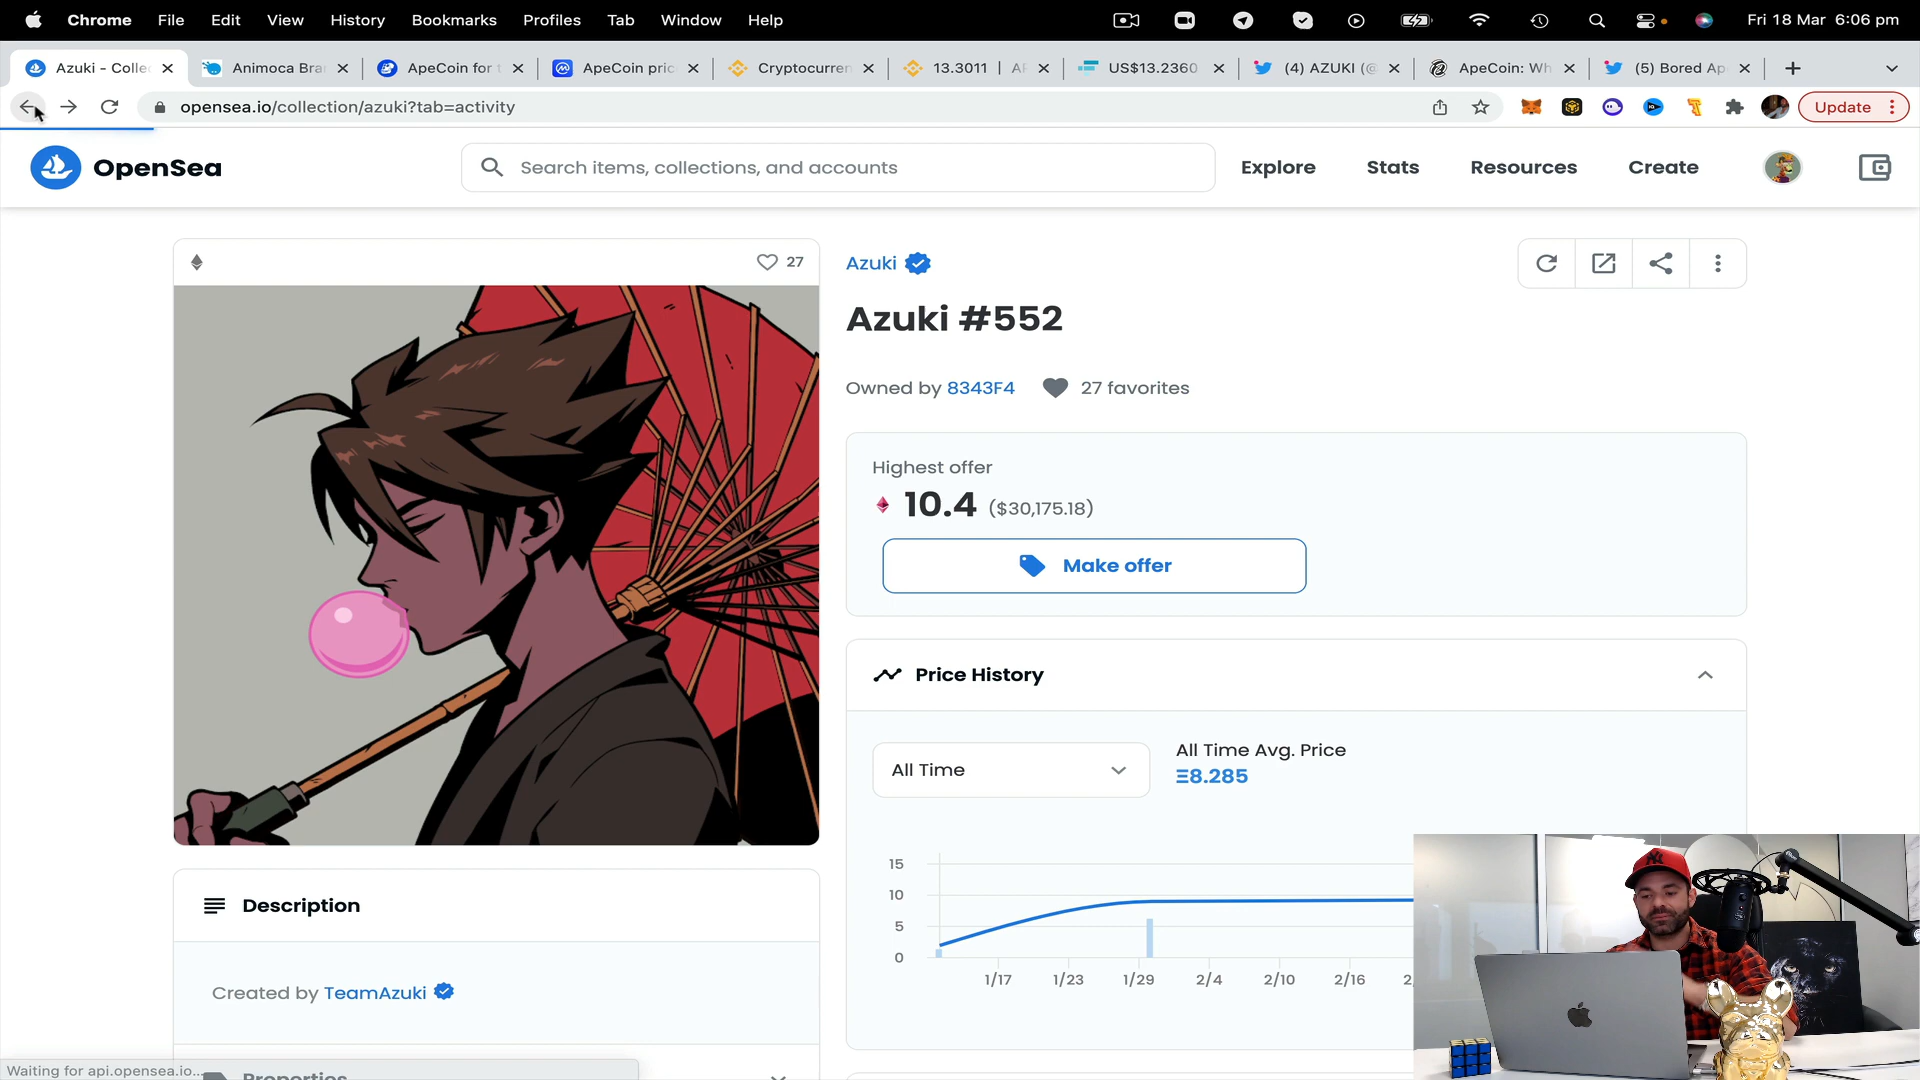 Chrome File Edit View History Bookmarks Profiles Tab Window Help Fri 18 Mar 6:06 pm
Azuki - Colle Animoca Bra ApeCoin for t ApeCoin pric Cryptocurren 13.3011 | AP US$13.2360 (4) AZUKI (@ ApeCoin: Wh (5) Bored Ap
opensea.io/collection/azuki?tab=activity Update
OpenSea Search items, collections, and accounts Explore Stats Resources Create
27
Azuki
Azuki #552
Owned by 8343F4 27 favorites
Highest offer
10.4 ($30,175.18)
Make offer
Price History
All Time
All Time Avg. Price
Ξ8.285
15
10
5
0
1/17 1/23 1/29 2/4 2/10 2/16 2/
Description
Created by TeamAzuki
Properties
Waiting for api.opensea.io...